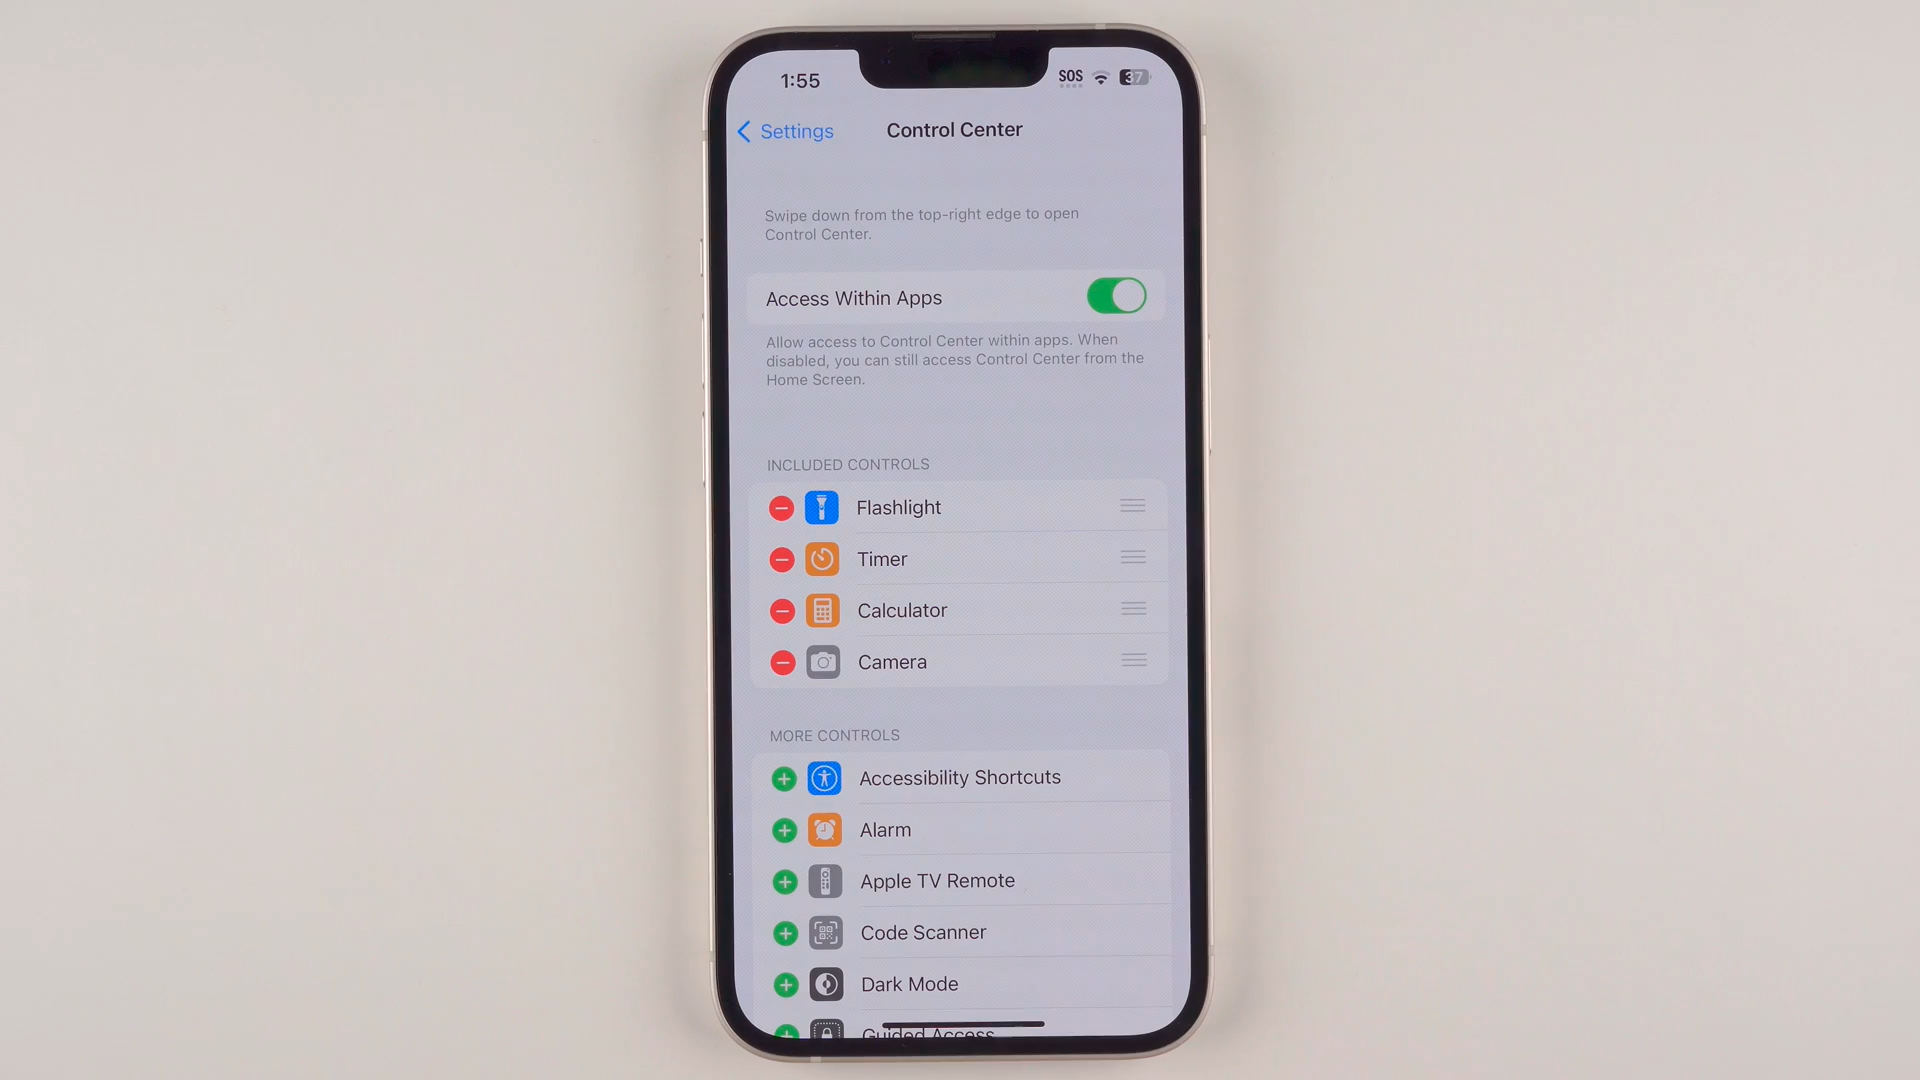 1:55
SOS
37
Settings
Control Center
Swipe down from the top-right edge to open
Control Center.
Access Within Apps
Allow access to Control Center within apps. When
disabled, you can still access Control Center from the
Home Screen.
INCLUDED CONTROLS
Flashlight
Timer
Calculator
Camera
MORE CONTROLS
Accessibility Shortcuts
Alarm
Apple TV Remote
Code Scanner
Dark Mode
Guided Access